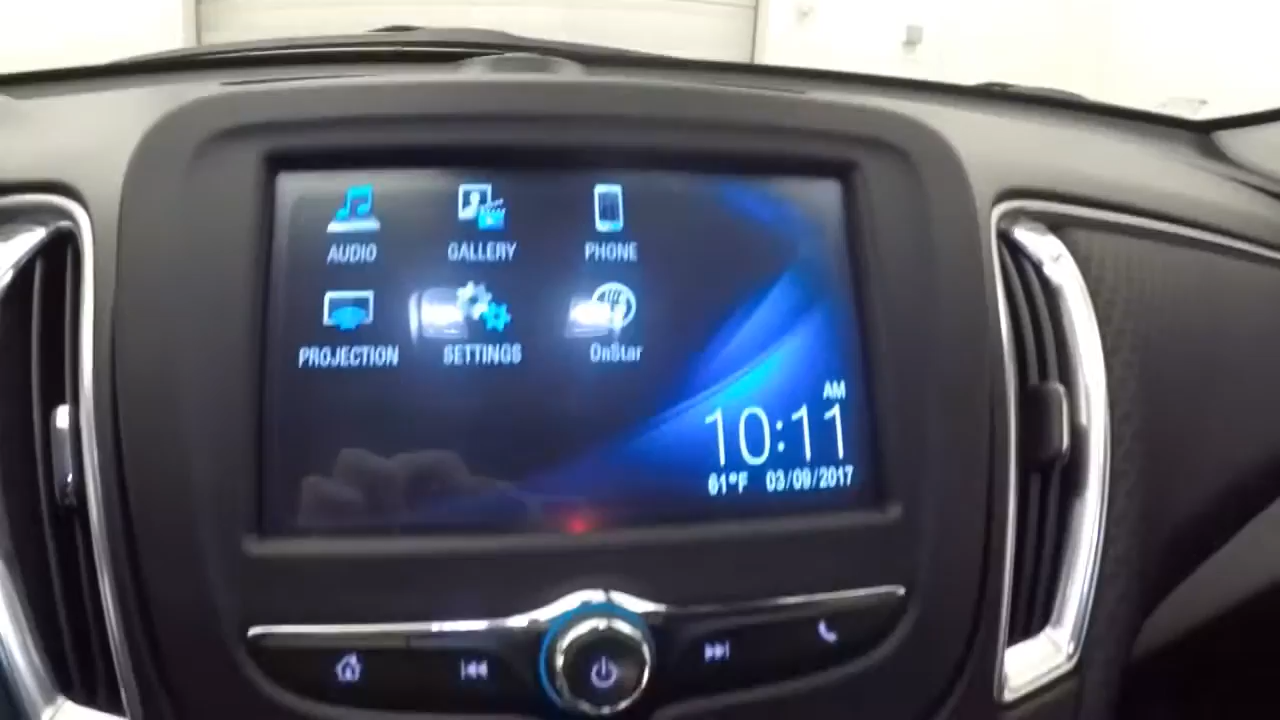 AUDIO GALLERY PHONE
PROJECTION SETTINGS OnStar
AM
10:11
61°F 03/09/2017